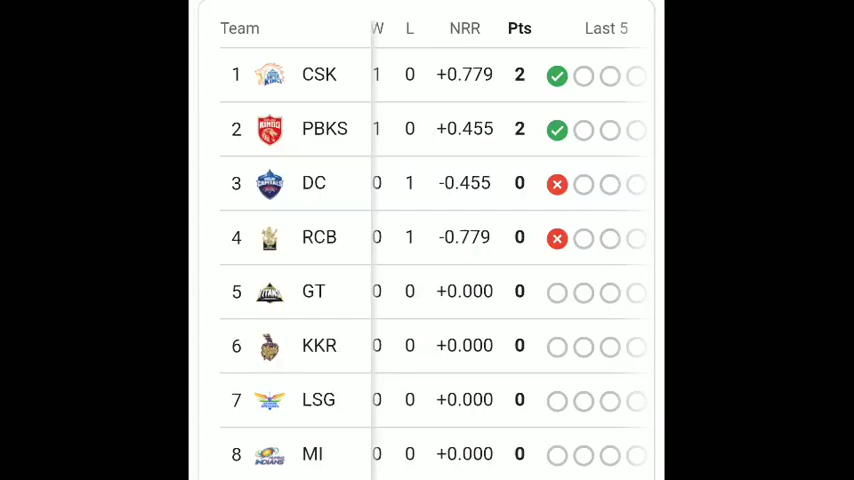 Team W L NRR Pts Last 5
1 CSK 1 0 +0.779 2
2 PBKS 1 0 +0.455 2
3 DC 0 1 -0.455 0
4 RCB 0 1 -0.779 0
5 GT 0 0 +0.000 0
6 KKR 0 0 +0.000 0
7 LSG 0 0 +0.000 0
8 MI 0 0 +0.000 0